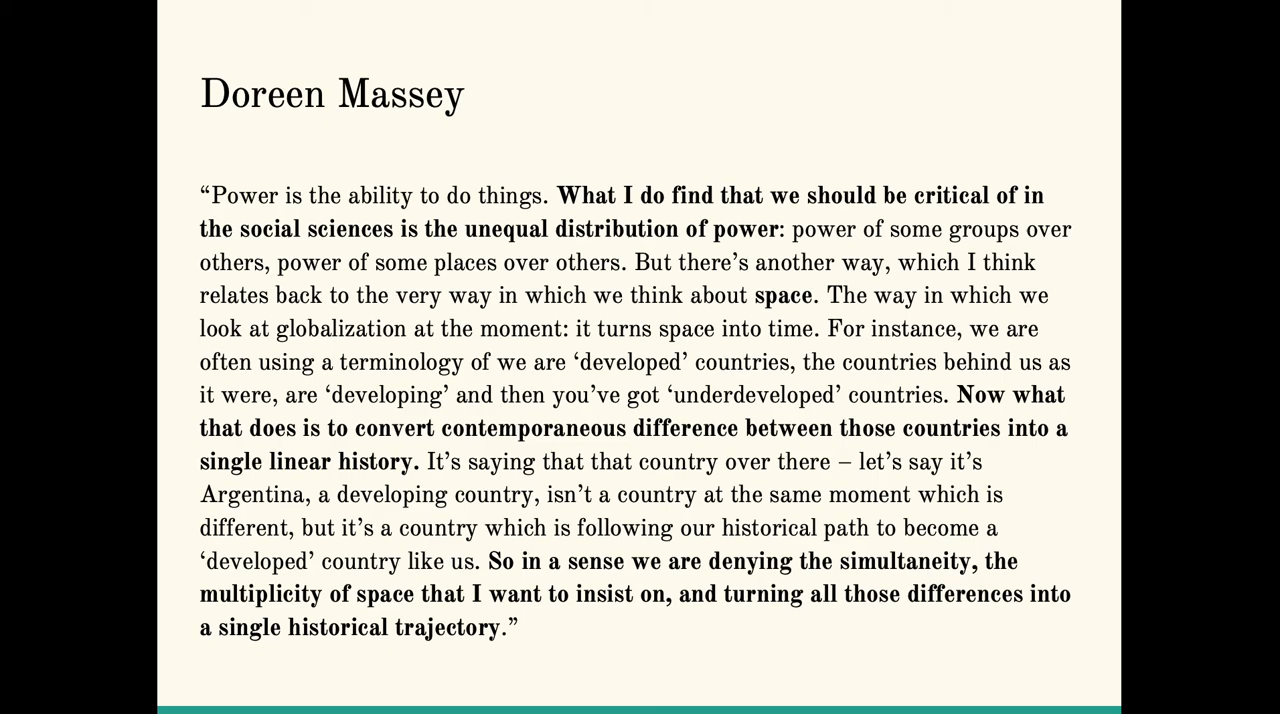 Doreen Massey
“Power is the ability to do things. What I do find that we should be critical of in
the social sciences is the unequal distribution of power: power of some groups over
others, power of some places over others. But there’s another way, which I think
relates back to the very way in which we think about space. The way in which we
look at globalization at the moment: it turns space into time. For instance, we are
often using a terminology of we are ‘developed’ countries, the countries behind us as
it were, are ‘developing’ and then you’ve got ‘underdeveloped’ countries. Now what
that does is to convert contemporaneous difference between those countries into a
single linear history. It’s saying that that country over there – let’s say it’s
Argentina, a developing country, isn’t a country at the same moment which is
different, but it’s a country which is following our historical path to become a
‘developed’ country like us. So in a sense we are denying the simultaneity, the
multiplicity of space that I want to insist on, and turning all those differences into
a single historical trajectory.”